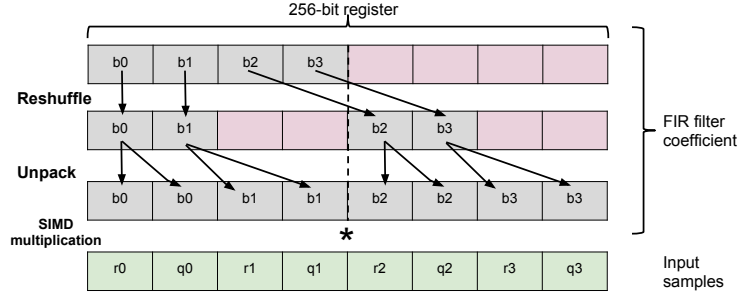 256-bit register
b0 b1 b2 b3
Reshuffle
b0 b1 b2 b3
FIR filter
coefficient
Unpack
b0 b0 b1 b1 b2 b2 b3 b3
SIMD
multiplication
*
r0 q0 r1 q1 r2 q2 r3 q3
Input
samples